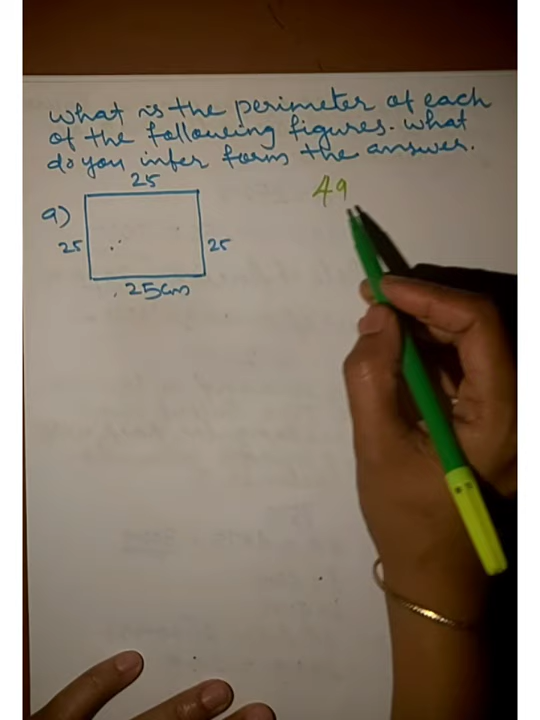 what is the perimeter of each
of the following figures. what
do you infer form the answer.
25
49
a)
25
25
25cm